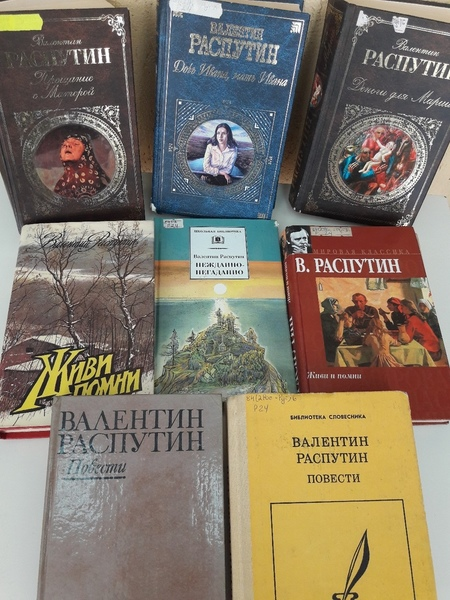 Валентин
РАСПУТИН
Прощание
с Матерой
ВАЛЕНТИН
РАСПУТИН
Дочь Ивана, мать Ивана
Валентин
РАСПУТИН
Деньги для Марии
Валентин Распутин
ЖИВИ
И ПОМНИ
ШКОЛЬНАЯ БИБЛИОТЕКА
Валентин Распутин
НЕЖДАННО-
НЕГАДАННО
МИРОВАЯ КЛАССИКА
В. РАСПУТИН
Живи и помни
ВАЛЕНТИН
РАСПУТИН
Повести
БИБЛИОТЕКА СЛОВЕСНИКА
ВАЛЕНТИН
РАСПУТИН
ПОВЕСТИ